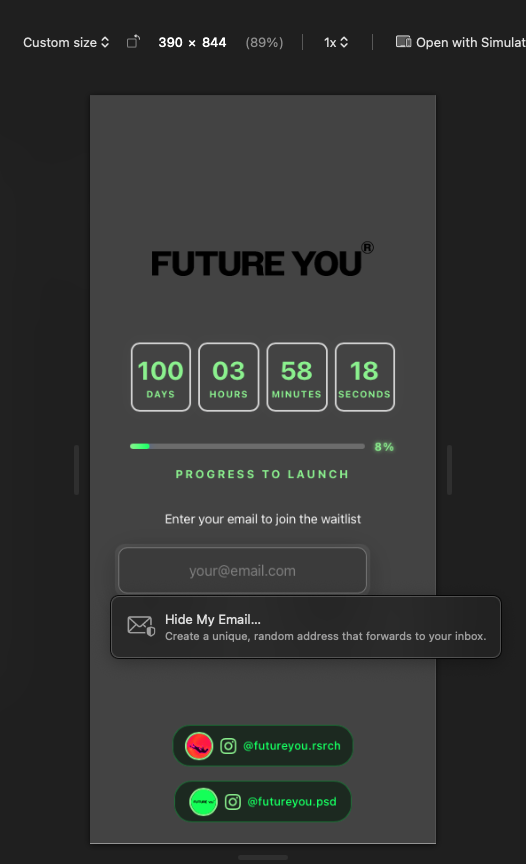 Custom size 390 × 844 (89%) 1x Open with Simulat
FUTURE YOU®
100 03 58 18
DAYS HOURS MINUTES SECONDS
8%
PROGRESS TO LAUNCH
Enter your email to join the waitlist
your@email.com
Hide My Email...
Create a unique, random address that forwards to your inbox.
@futureyou.rsrch
FUTURE YOU®
@futureyou.psd